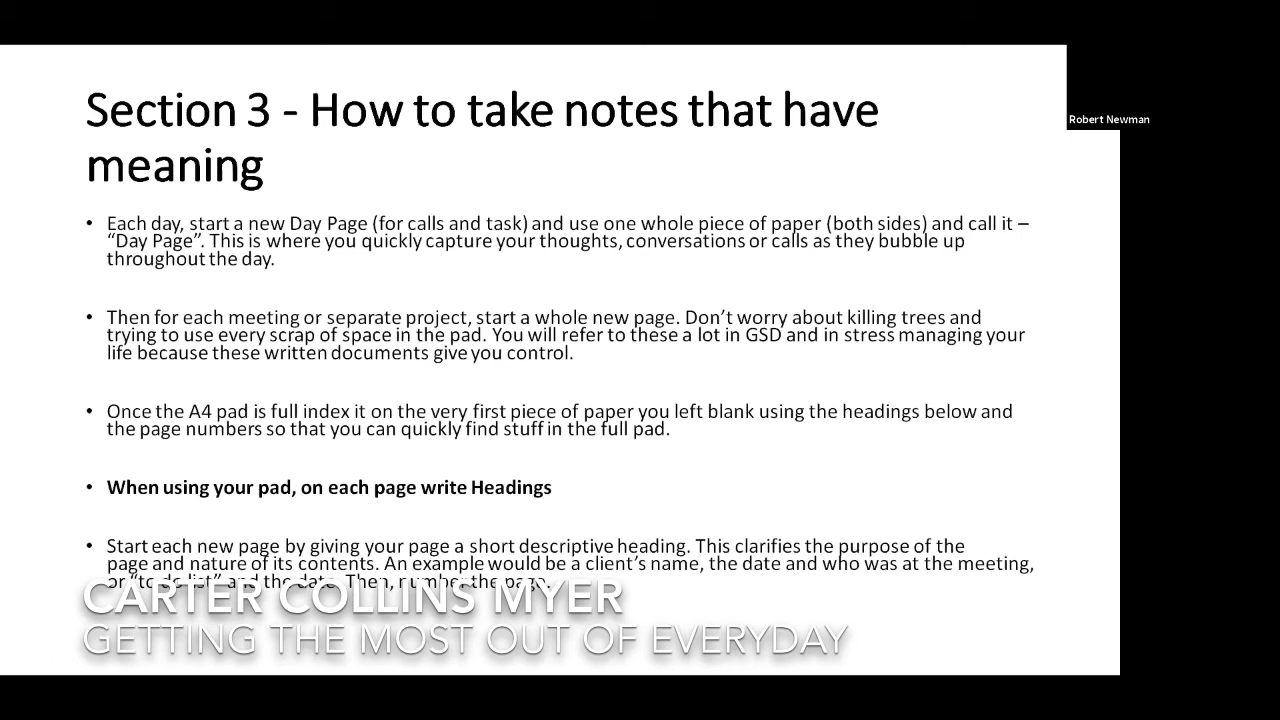 Section 3 - How to take notes that have
meaning
Robert Newman
• Each day, start a new Day Page (for calls and task) and use one whole piece of paper (both sides) and call it –
“Day Page”. This is where you quickly capture your thoughts, conversations or calls as they bubble up
throughout the day.
• Then for each meeting or separate project, start a whole new page. Don’t worry about killing trees and
trying to use every scrap of space in the pad. You will refer to these a lot in GSD and in stress managing your
life because these written documents give you control.
• Once the A4 pad is full index it on the very first piece of paper you left blank using the headings below and
the page numbers so that you can quickly find stuff in the full pad.
• When using your pad, on each page write Headings
• Start each new page by giving your page a short descriptive heading. This clarifies the purpose of the
page and nature of its contents. An example would be a client’s name, the date and who was at the meeting,
or “to do list” and the date. Then, number the page.
CARTER COLLINS MYER
GETTING THE MOST OUT OF EVERYDAY